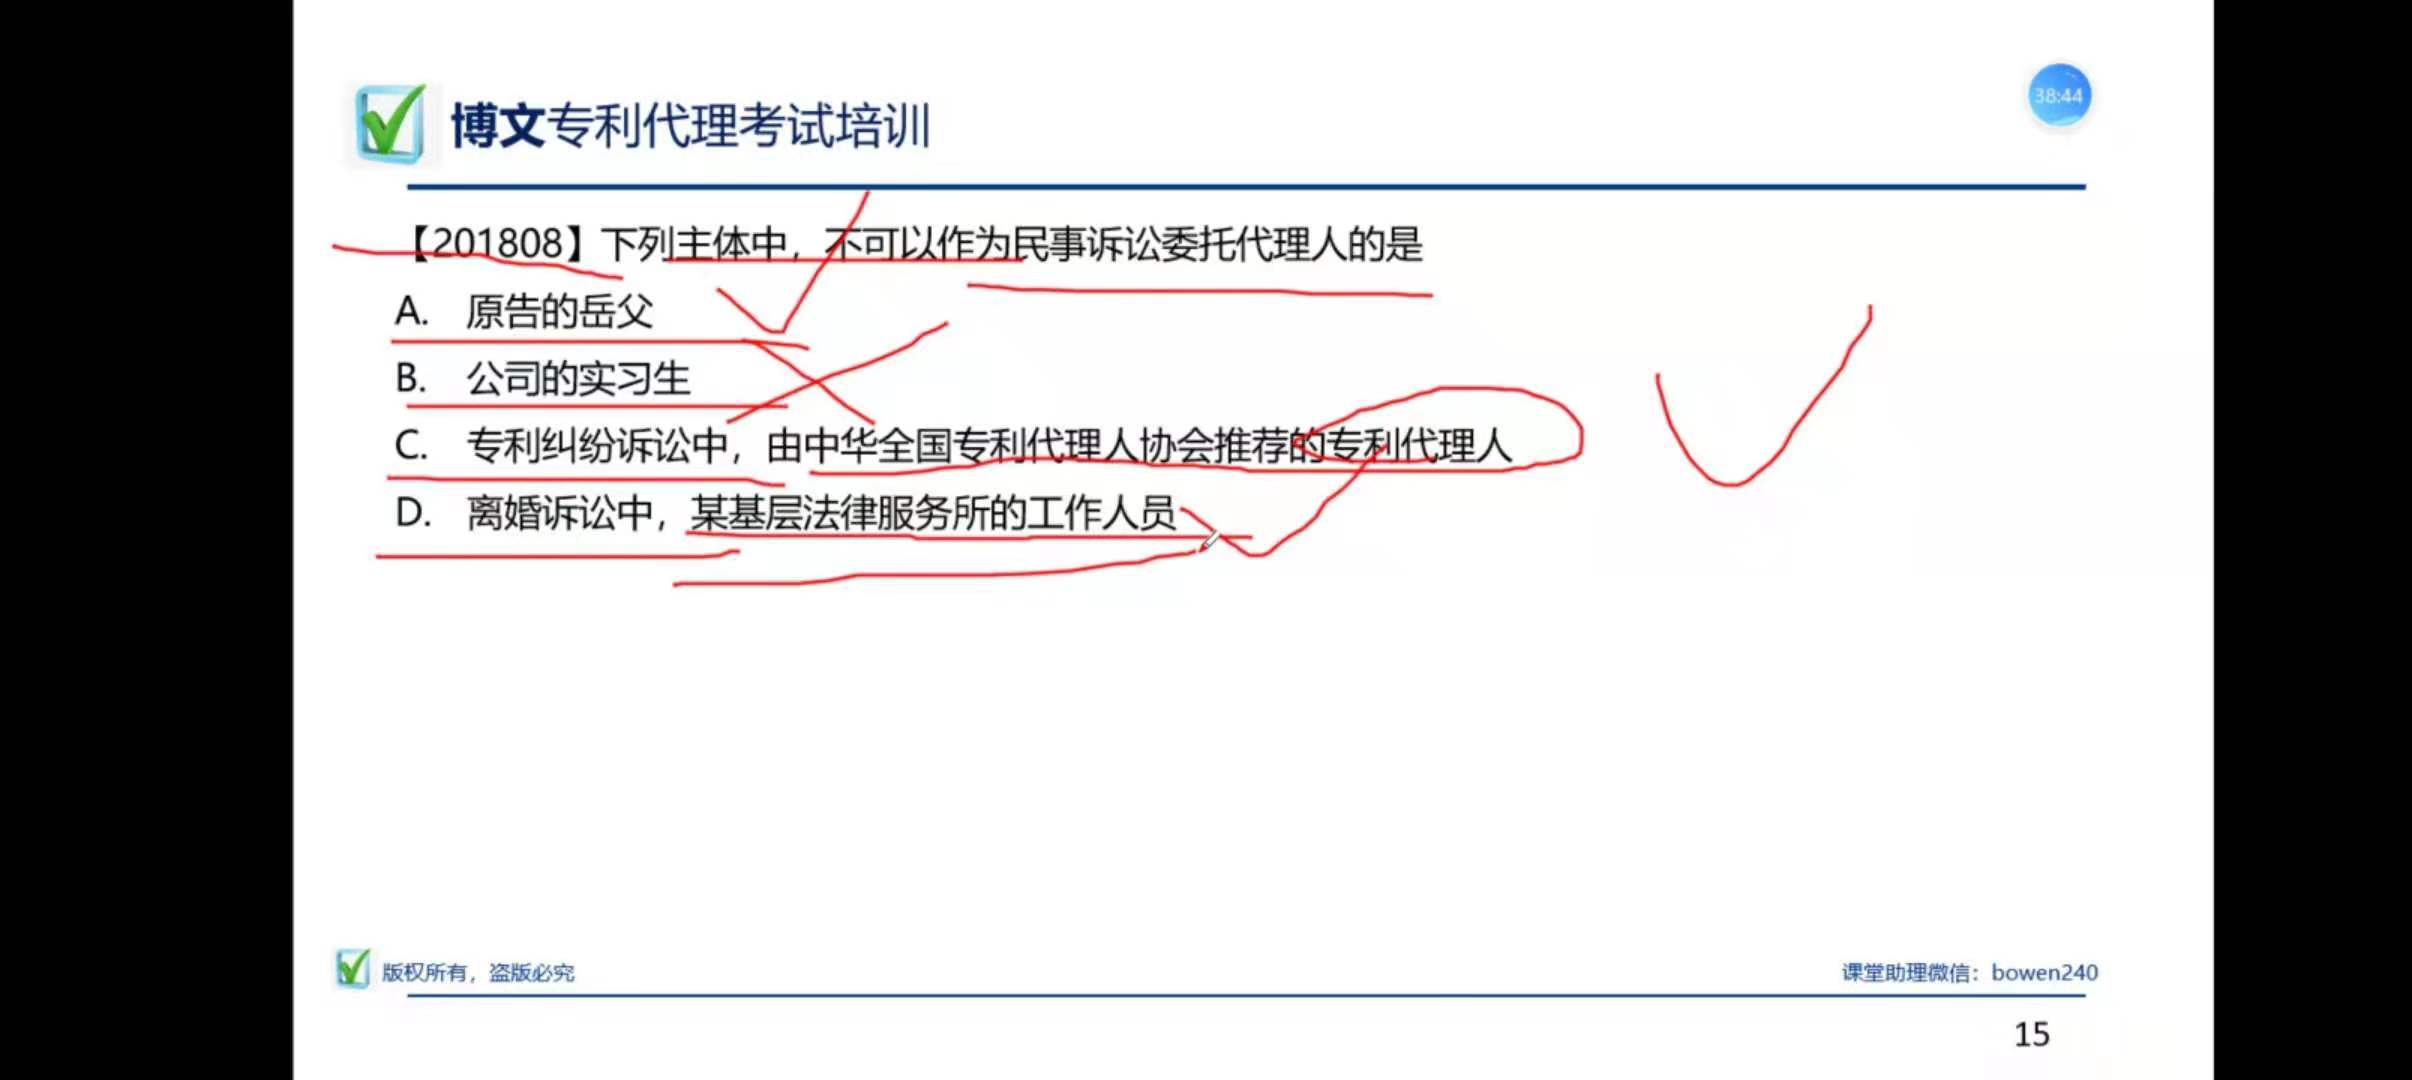 博文专利代理考试培训
38:44
【201808】下列主体中，不可以作为民事诉讼委托代理人的是
A. 原告的岳父
B. 公司的实习生
C. 专利纠纷诉讼中，由中华全国专利代理人协会推荐的专利代理人
D. 离婚诉讼中，某基层法律服务所的工作人员
版权所有，盗版必究
课堂助理微信：bowen240
15